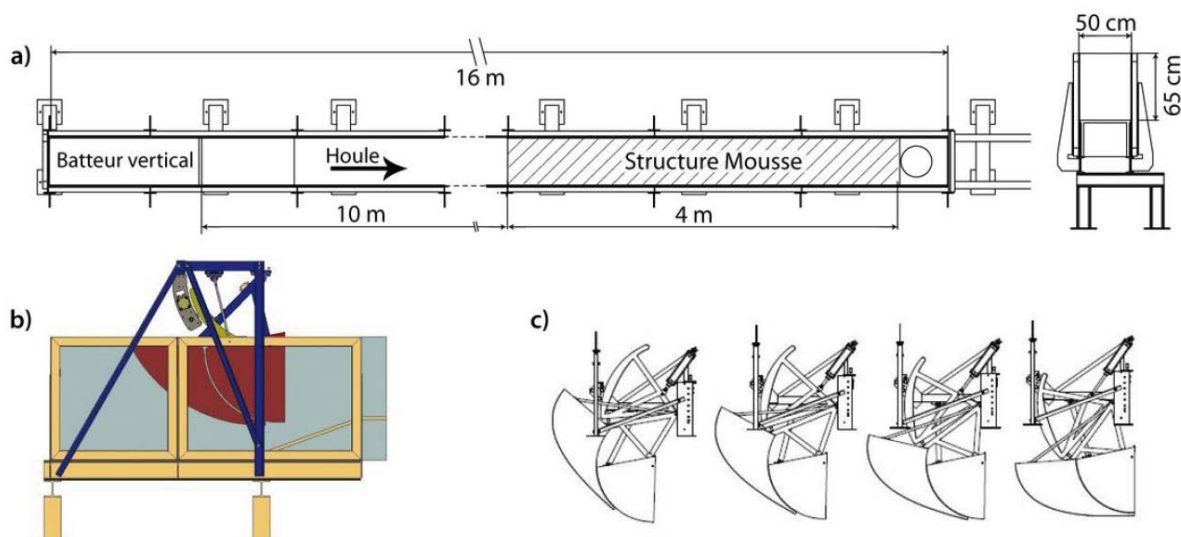 a)
16 m
50 cm
65 cm
Batteur vertical
Houle
Structure Mousse
10 m
4 m
b)
c)